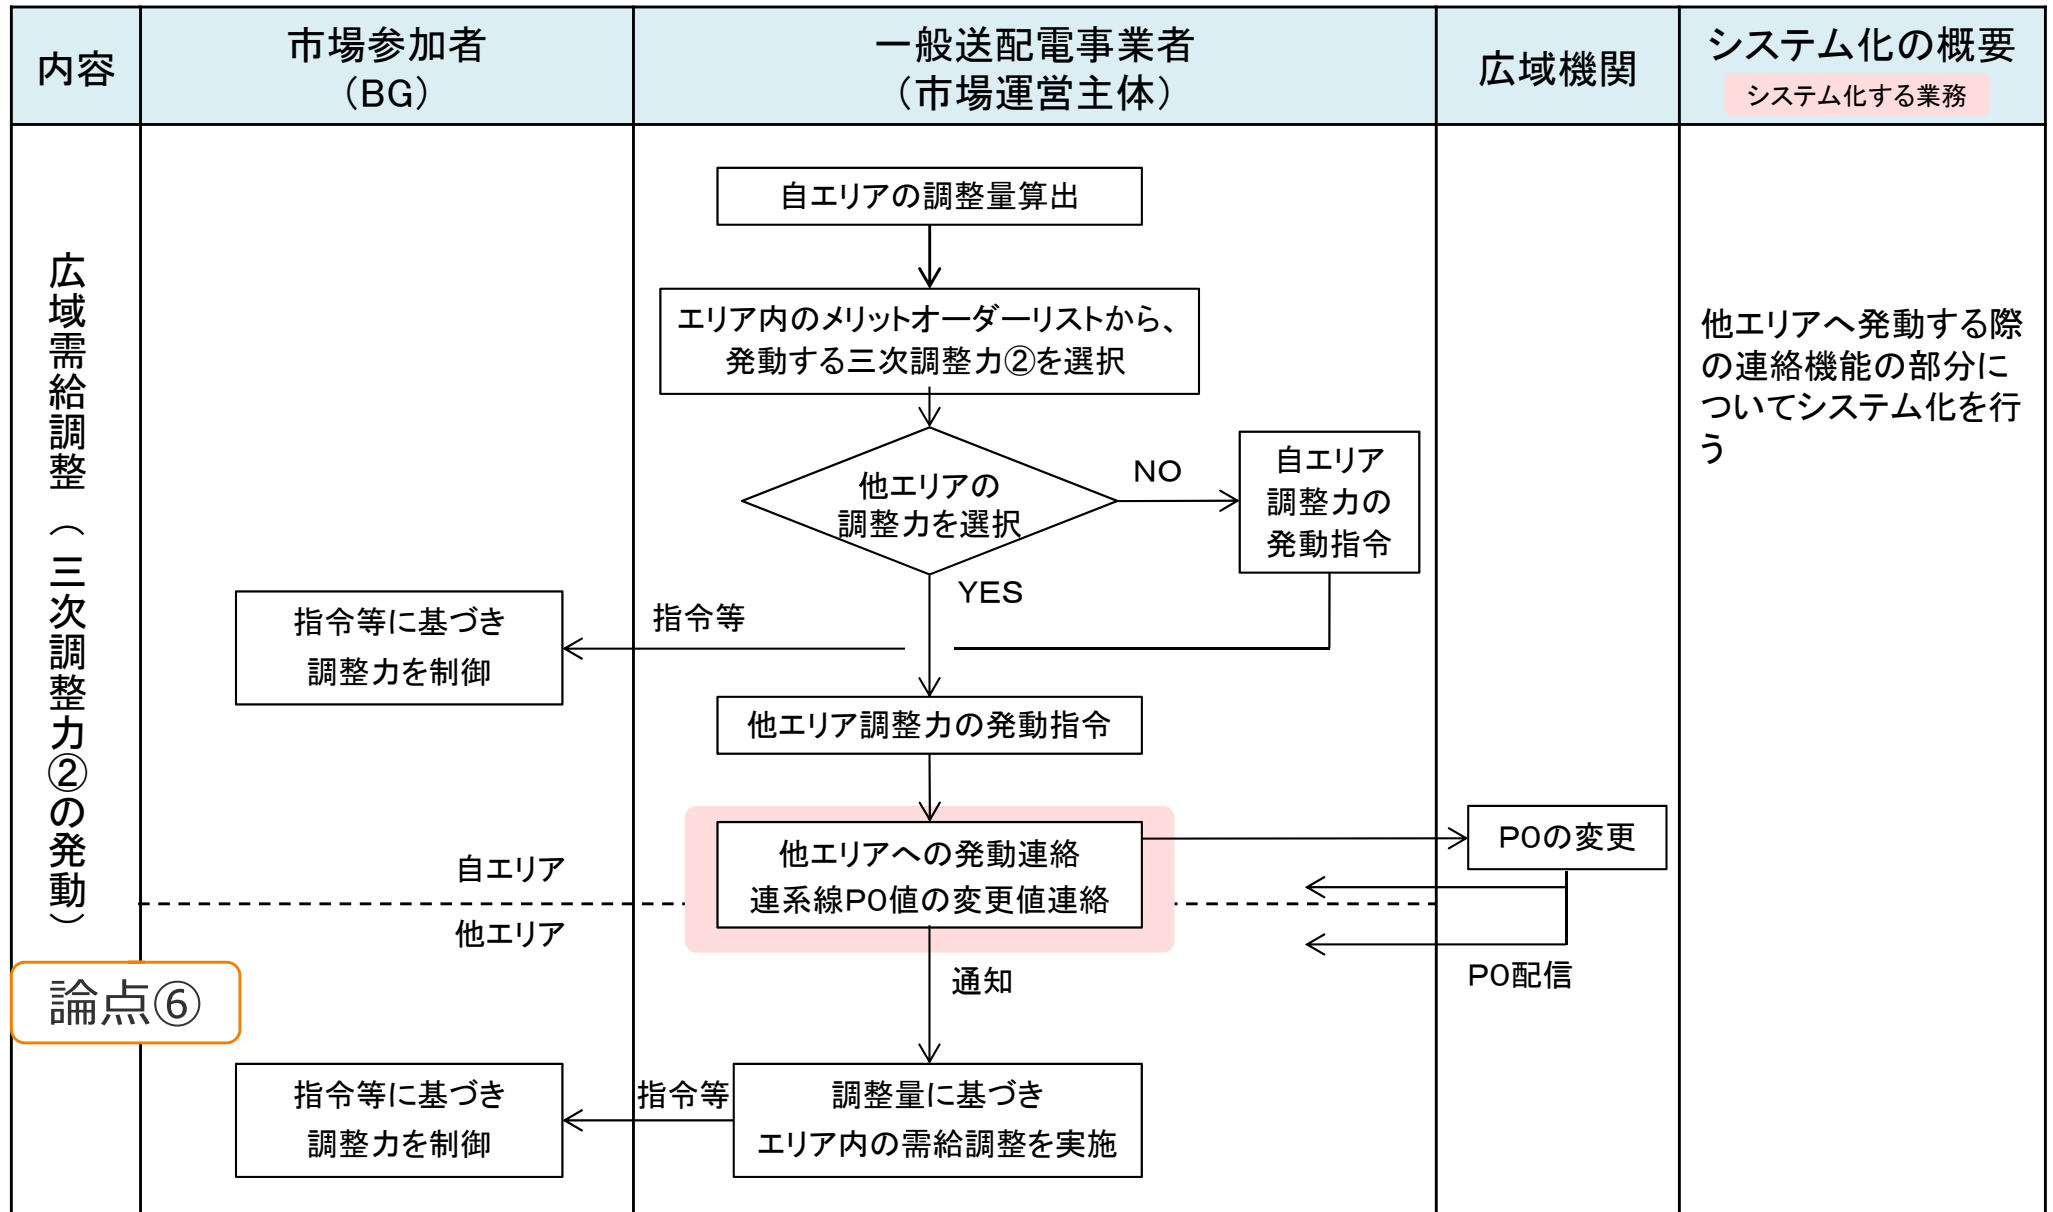 内容
市場参加者
（BG）
一般送配電事業者
（市場運営主体）
広域機関
システム化の概要
システム化する業務
広域需給調整（三次調整力②の発動）
自エリアの調整量算出
エリア内のメリットオーダーリストから、
発動する三次調整力②を選択
他エリアの
調整力を選択
NO
自エリア
調整力の
発動指令
YES
指令等
指令等に基づき
調整力を制御
他エリア調整力の発動指令
他エリアへの発動連絡
連系線P0値の変更値連絡
P0の変更
自エリア
他エリア
P0配信
通知
論点⑥
指令等に基づき
調整力を制御
指令等
調整量に基づき
エリア内の需給調整を実施
他エリアへ発動する際
の連絡機能の部分に
ついてシステム化を行
う